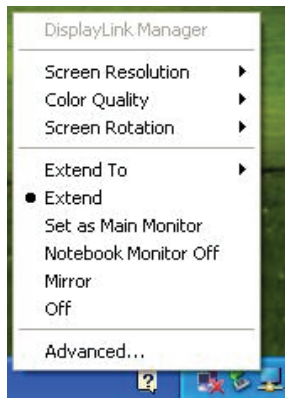 DisplayLink Manager
Screen Resolution
Color Quality
Screen Rotation
Extend To
Extend
Set as Main Monitor
Notebook Monitor Off
Mirror
Off
Advanced...
?